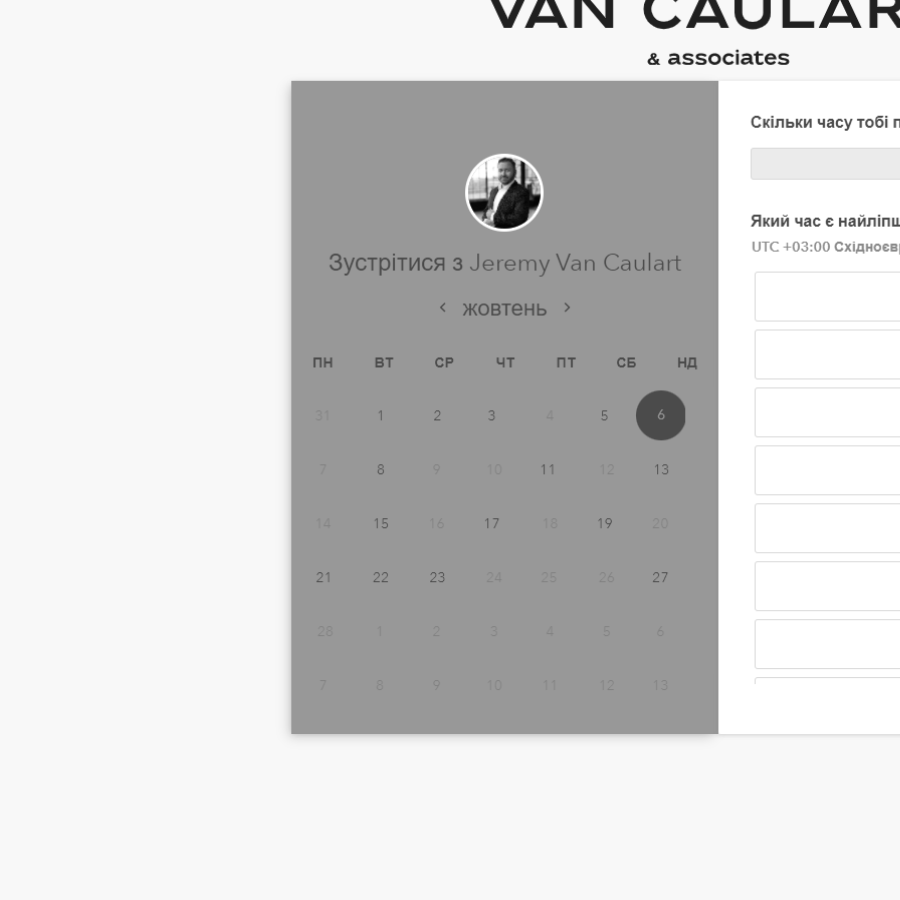 VAN CAULAR
& associates
Зустрітися з Jeremy Van Caulart
‹ жовтень ›
ПН ВТ СР ЧТ ПТ СБ НД
31 1 2 3 4 5 6
7 8 9 10 11 12 13
14 15 16 17 18 19 20
21 22 23 24 25 26 27
28 1 2 3 4 5 6
7 8 9 10 11 12 13
Скільки часу тобі
Який час є
UTC +03:00